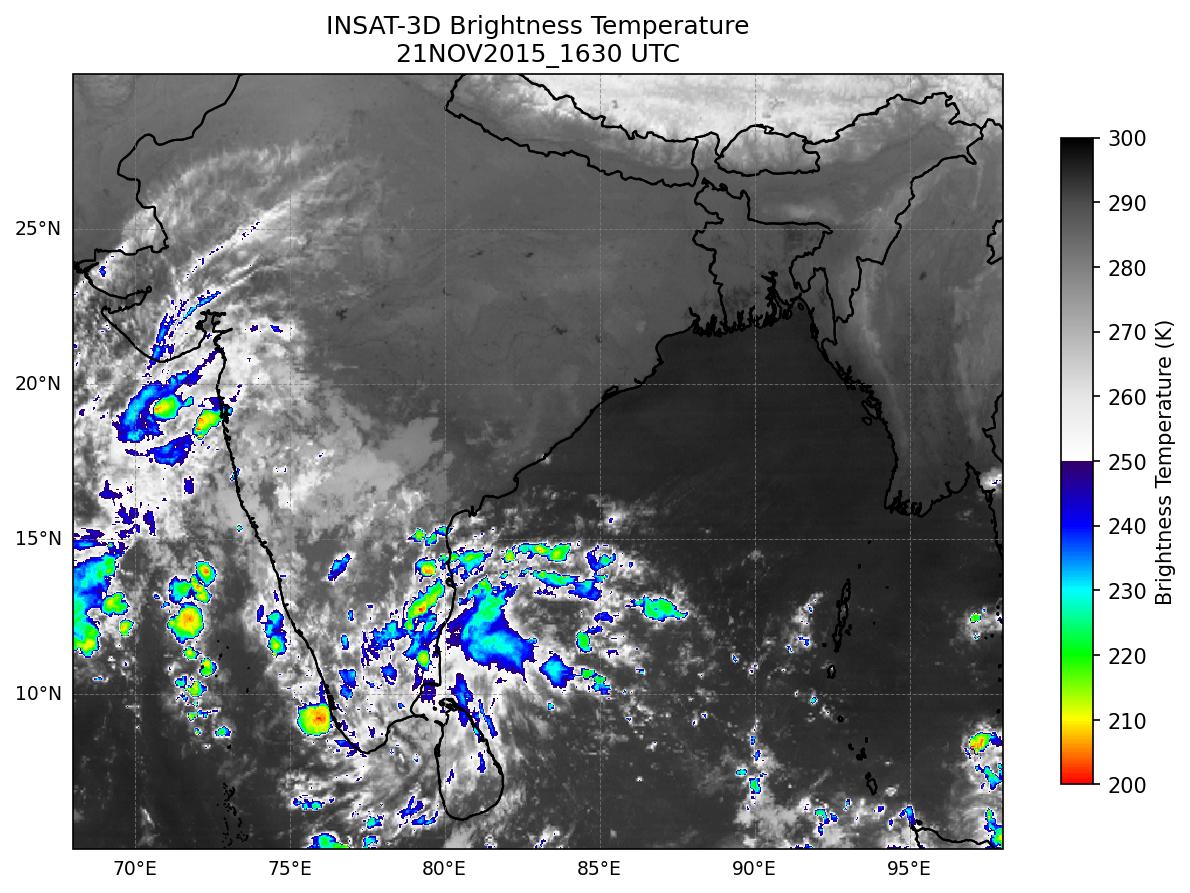 INSAT-3D Brightness Temperature
21NOV2015_1630 UTC
25°N
20°N
15°N
10°N
70°E
75°E
80°E
85°E
90°E
95°E
300
290
280
270
260
250
240
230
220
210
200
Brightness Temperature (K)